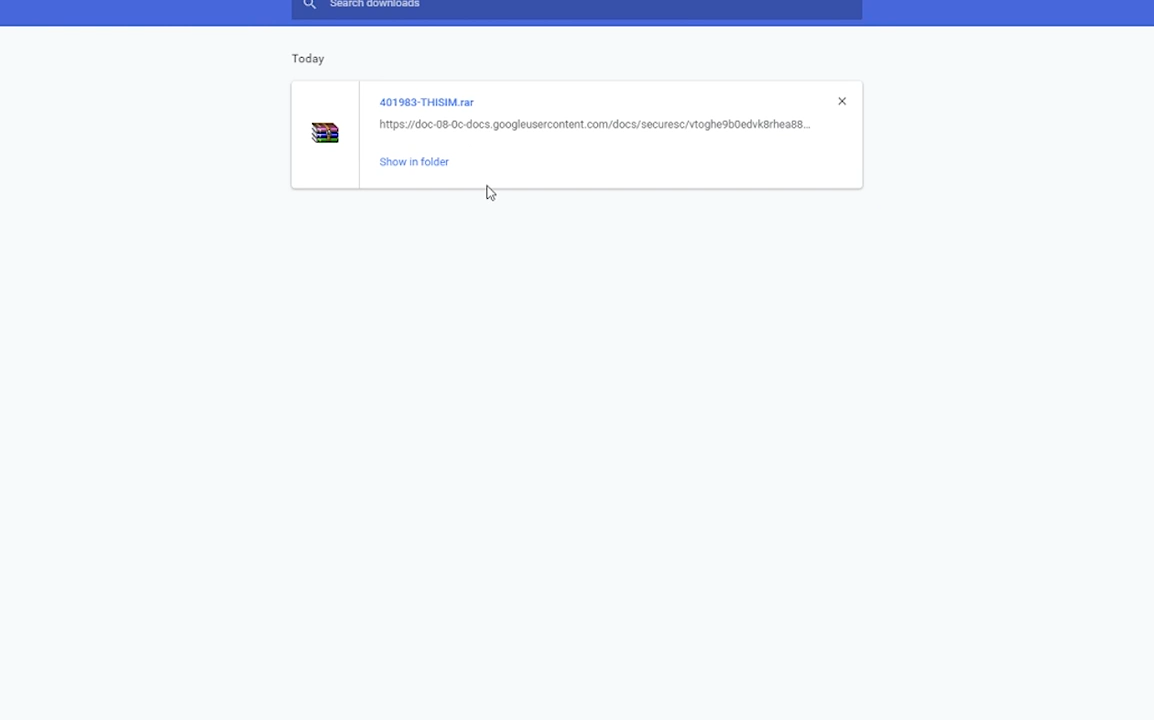 Search downloads
Today
401983-THISIM.rar
https://doc-08-0c-docs.googleusercontent.com/docs/securesc/vtoghe9b0edvk8rhea88...
Show in folder